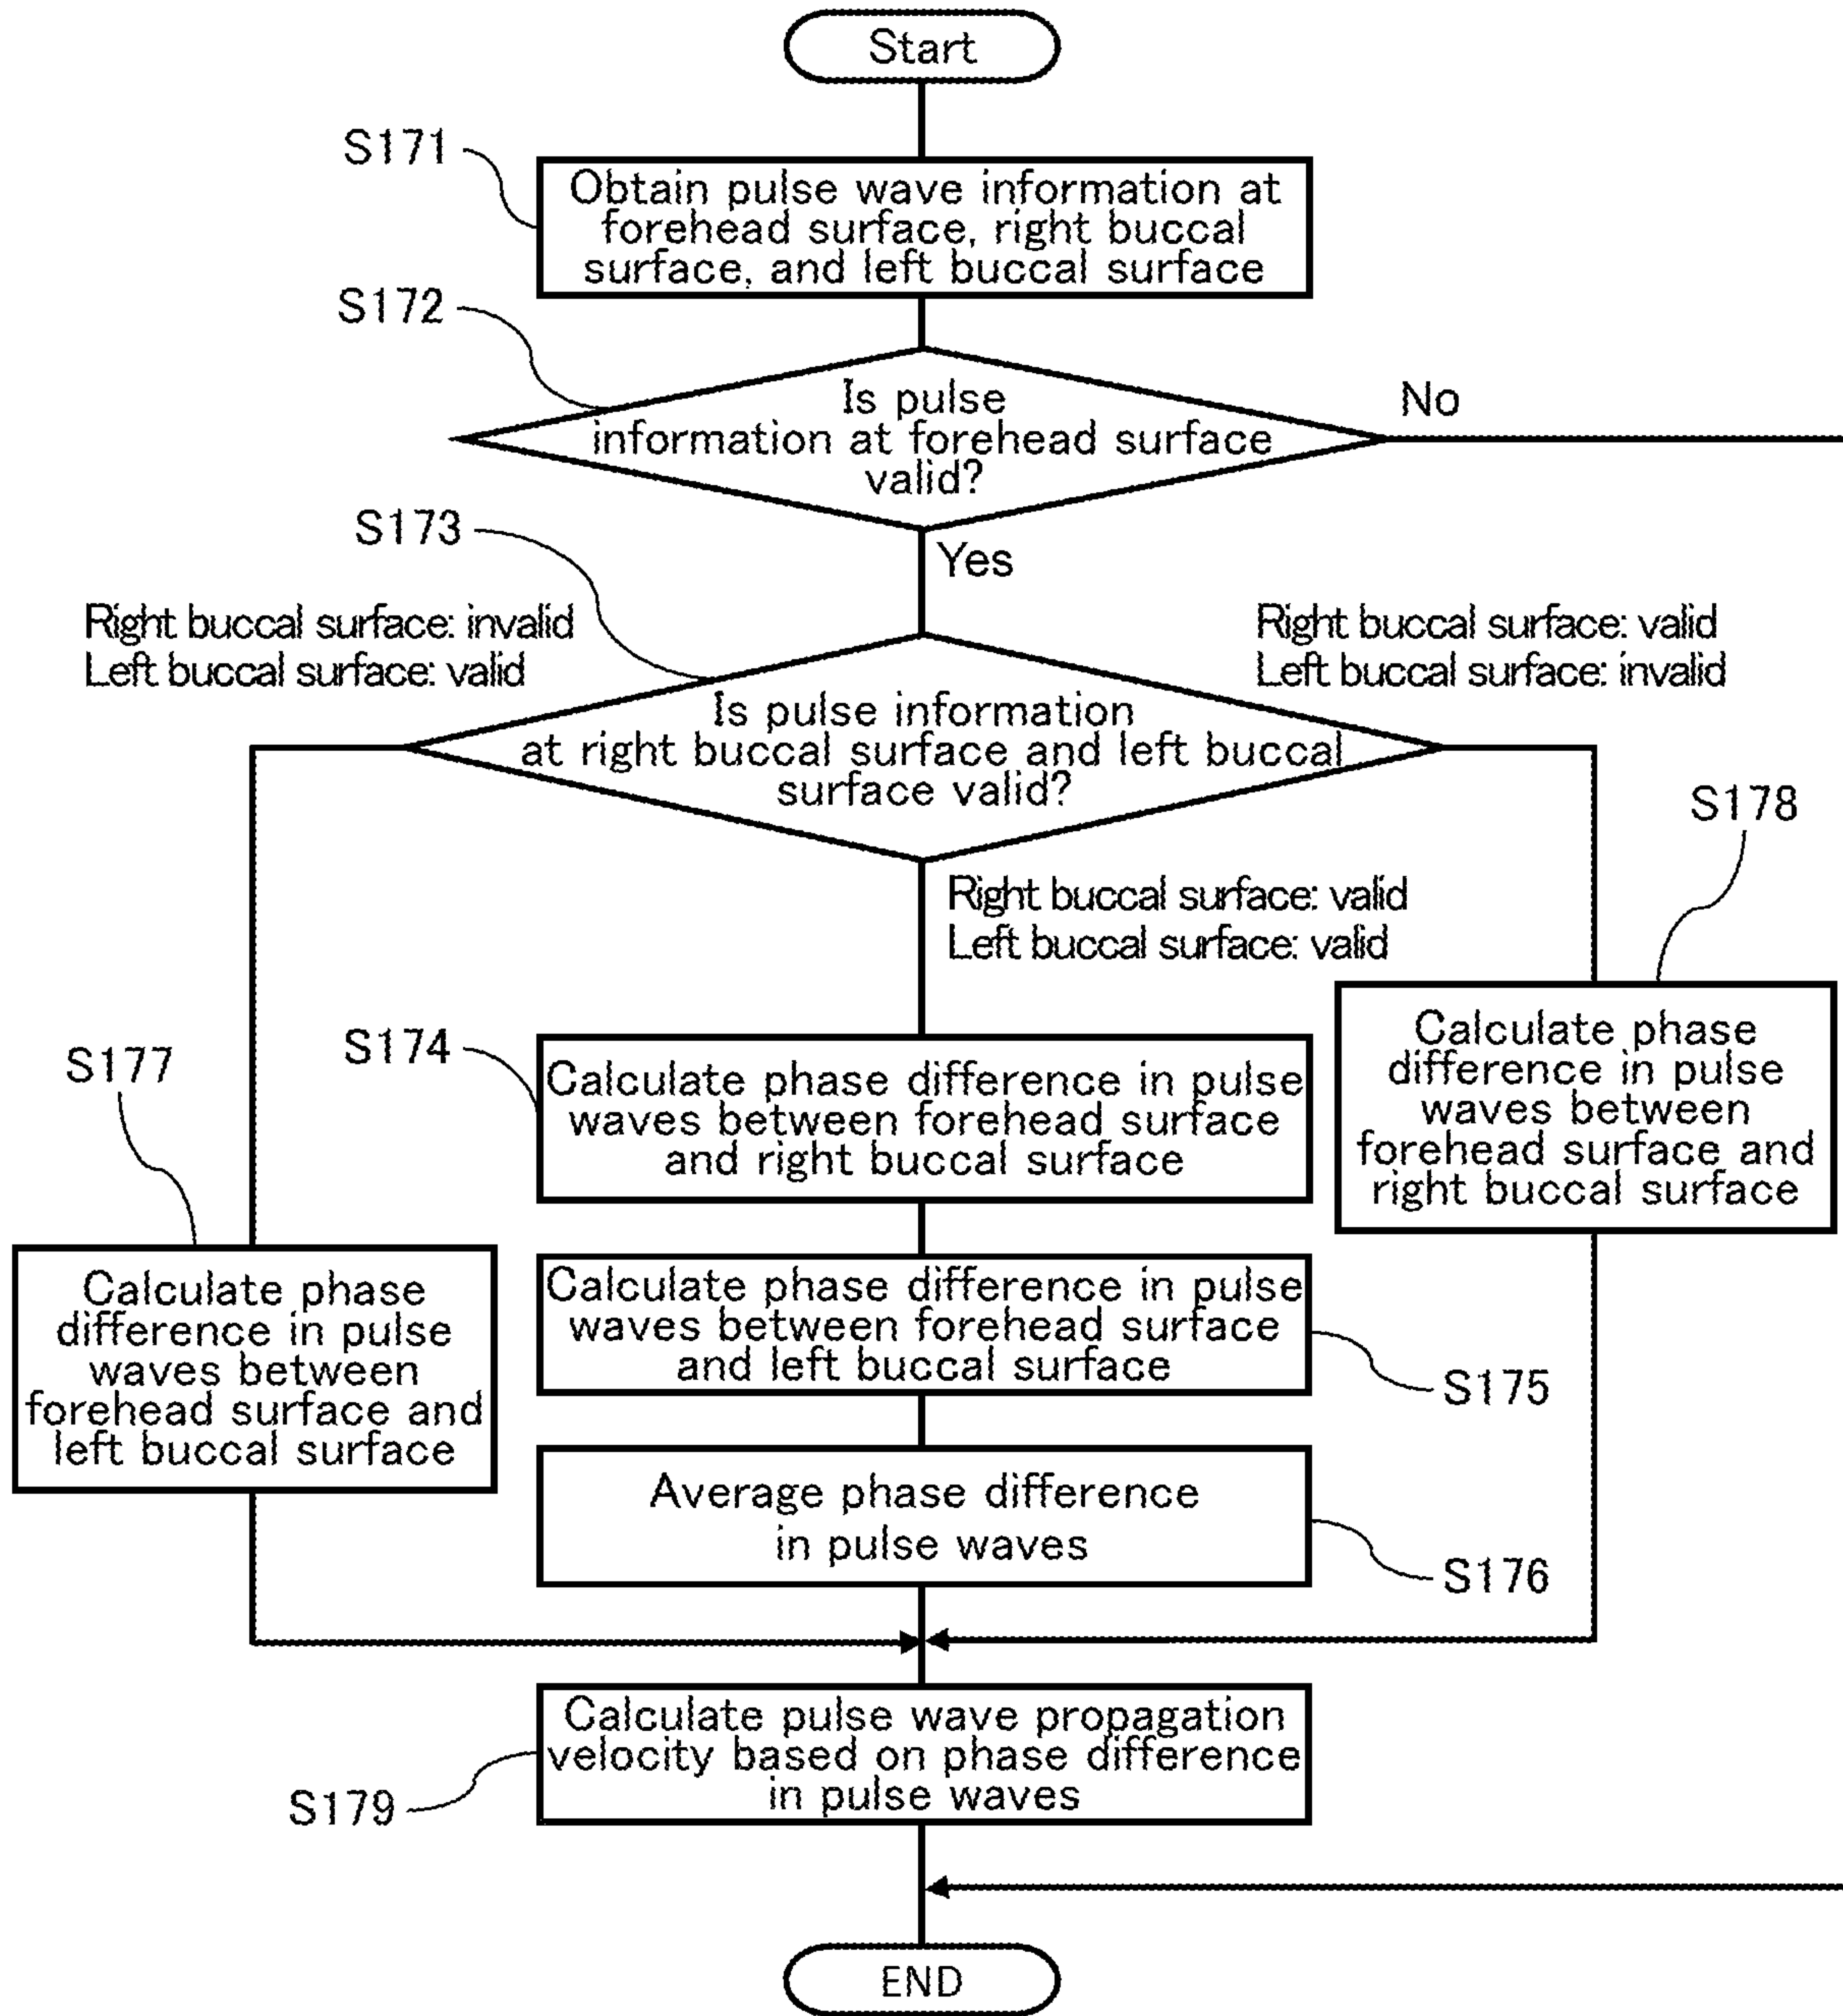 Start
S171
Obtain pulse wave information at
forehead surface, right buccal
surface, and left buccal surface
S172
Is pulse
information at forehead surface
valid?
No
Yes
S173
Right buccal surface: invalid
Left buccal surface: valid
Right buccal surface: valid
Left buccal surface: invalid
Is pulse information
at right buccal surface and left buccal
surface valid?
Right buccal surface: valid
Left buccal surface: valid
S178
Calculate phase
difference in pulse
waves between
forehead surface and
right buccal surface
S174
Calculate phase difference in pulse
waves between forehead surface
and right buccal surface
S177
Calculate phase
difference in pulse
waves between
forehead surface and
left buccal surface
Calculate phase difference in pulse
waves between forehead surface
and left buccal surface
S175
Average phase difference
in pulse waves
S176
Calculate pulse wave propagation
velocity based on phase difference
in pulse waves
S179
END